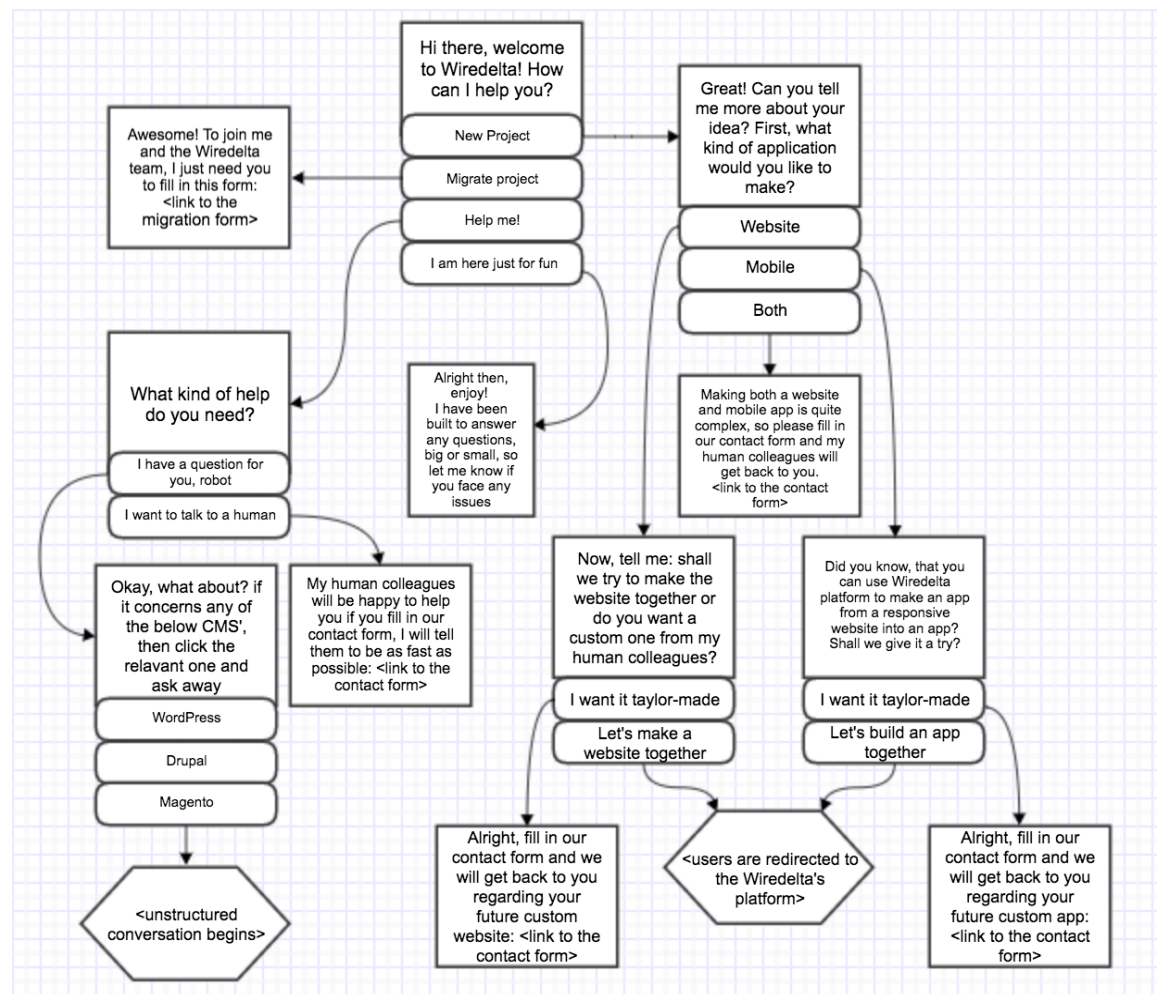 Hi there, welcome
to Wiredelta! How
can I help you?
New Project
Migrate project
Help me!
I am here just for fun
Great! Can you tell
me more about your
idea? First, what
kind of application
would you like to
make?
Website
Mobile
Both
Awesome! To join me
and the Wiredelta
team, I just need you
to fill in this form:
<link to the
migration form>
What kind of help
do you need?
I have a question for
you, robot
I want to talk to a human
Alright then,
enjoy!
I have been
built to answer
any questions,
big or small, so
let me know if
you face any
issues
Making both a website
and mobile app is quite
complex, so please fill in
our contact form and my
human colleagues will
get back to you.
<link to the contact
form>
Okay, what about? if
it concerns any of
the below CMS',
then click the
relavant one and
ask away
WordPress
Drupal
Magento
My human colleagues
will be happy to help
you if you fill in our
contact form, I will tell
them to be as fast as
possible: <link to the
contact form>
Now, tell me: shall
we try to make the
website together or
do you want a
custom one from my
human colleagues?
I want it taylor-made
Let's make a
website together
Did you know, that you
can use Wiredelta
platform to make an app
from a responsive
website into an app?
Shall we give it a try?
I want it taylor-made
Let's build an app
together
<unstructured
conversation begins>
Alright, fill in our
contact form and we
will get back to you
regarding your
future custom
website: <link to the
contact form>
<users are redirected to
the Wiredelta's
platform>
Alright, fill in our
contact form and we
will get back to you
regarding your
future custom app:
<link to the contact
form>